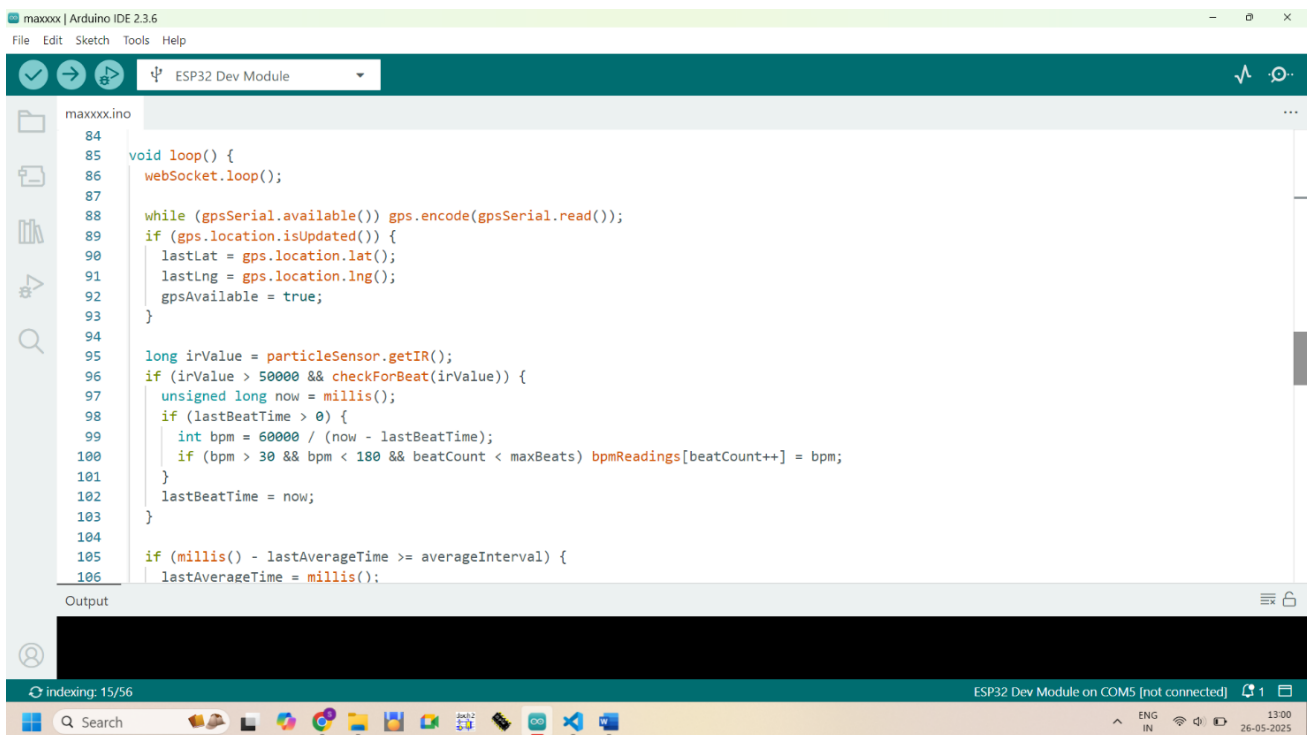 maxxxx | Arduino IDE 2.3.6
File Edit Sketch Tools Help
ESP32 Dev Module
maxxxx.ino
84
85 void loop() {
86 webSocket.loop();
87
88 while (gpsSerial.available()) gps.encode(gpsSerial.read());
89 if (gps.location.isUpdated()) {
90 lastLat = gps.location.lat();
91 lastLng = gps.location.lng();
92 gpsAvailable = true;
93 }
94
95 long irValue = particleSensor.getIR();
96 if (irValue > 50000 && checkForBeat(irValue)) {
97 unsigned long now = millis();
98 if (lastBeatTime > 0) {
99 int bpm = 60000 / (now - lastBeatTime);
100 if (bpm > 30 && bpm < 180 && beatCount < maxBeats) bpmReadings[beatCount++] = bpm;
101 }
102 lastBeatTime = now;
103 }
104
105 if (millis() - lastAverageTime >= averageInterval) {
106 lastAverageTime = millis();
Output
indexing: 15/56 ESP32 Dev Module on COM5 [not connected] 1
Search ENG IN 13:00
26-05-2025